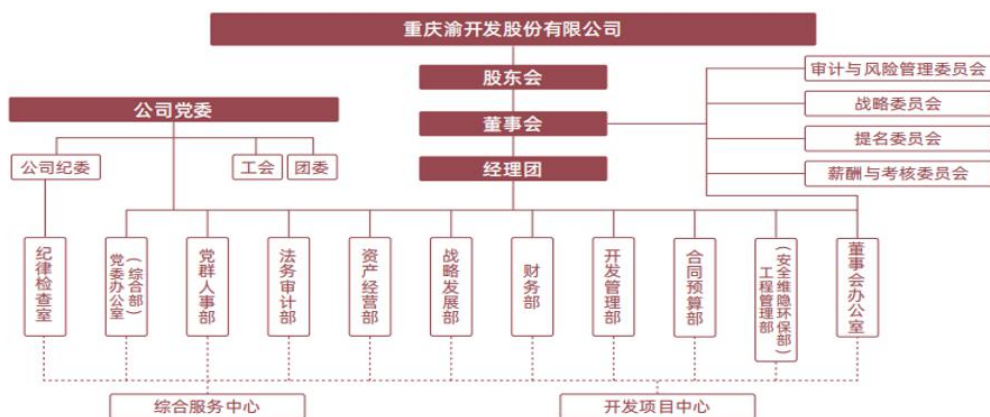 重庆渝开发股份有限公司
股东会
董事会
经理团
审计与风险管理委员会
战略委员会
提名委员会
薪酬与考核委员会
公司党委
公司纪委
工会
团委
纪律检查室
党委办公室
(综合部)
党群人事部
法务审计部
资产经营部
战略发展部
财务部
开发管理部
合同预算部
工程管理部
(安全维隐环保部)
董事会办公室
综合服务中心
开发项目中心